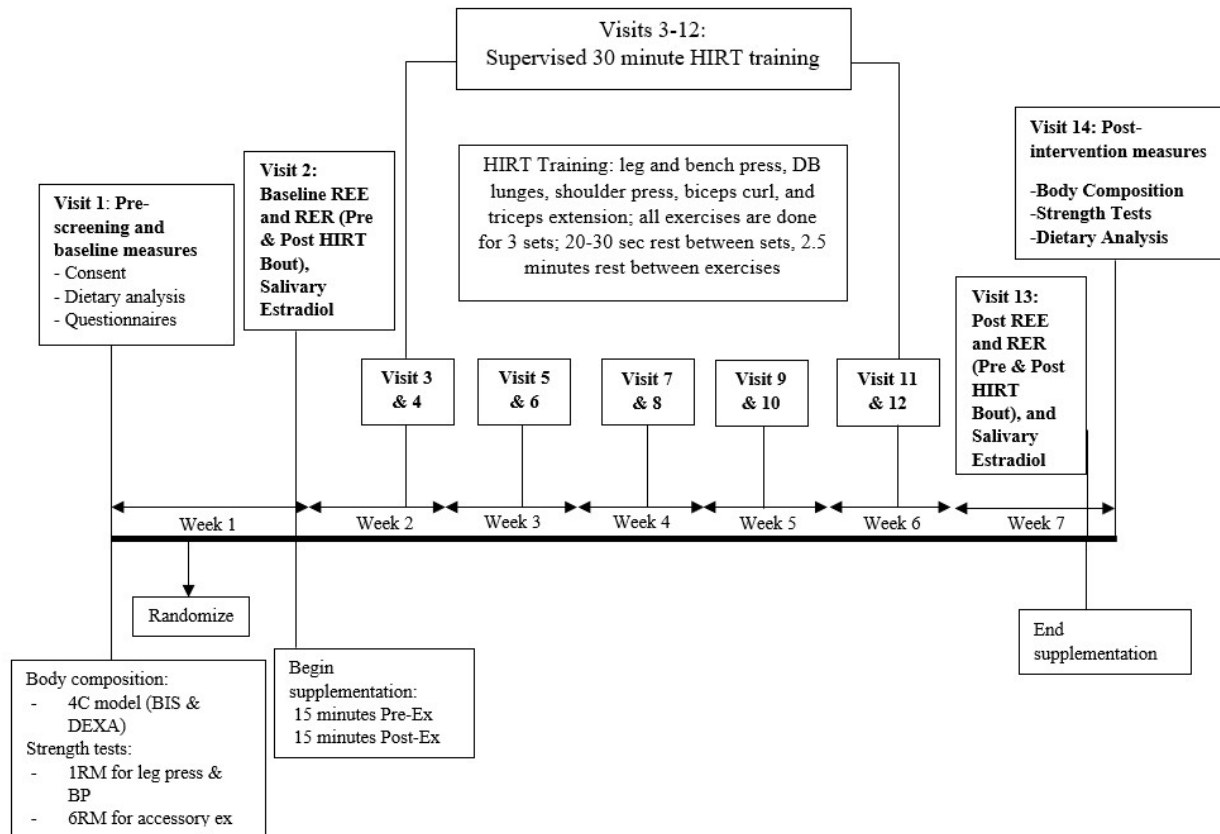 Visits 3-12:
Supervised 30 minute HIRT training
Visit 1: Pre-
screening and
baseline measures
- Consent
- Dietary analysis
- Questionnaires
Visit 2:
Baseline REE
and RER (Pre
& Post HIRT
Bout),
Salivary
Estradiol
HIRT Training: leg and bench press, DB
lunges, shoulder press, biceps curl, and
triceps extension; all exercises are done
for 3 sets; 20-30 sec rest between sets, 2.5
minutes rest between exercises
Visit 14: Post-
intervention measures
-Body Composition
-Strength Tests
-Dietary Analysis
Visit 13:
Post REE
and RER
(Pre & Post
HIRT
Bout), and
Salivary
Estradiol
Visit 3
& 4
Visit 5
& 6
Visit 7
& 8
Visit 9
& 10
Visit 11
& 12
Week 1
Week 2
Week 3
Week 4
Week 5
Week 6
Week 7
Randomize
Body composition:
- 4C model (BIS &
DEXA)
Strength tests:
- 1RM for leg press &
BP
- 6RM for accessory ex
Begin
supplementation:
15 minutes Pre-Ex
15 minutes Post-Ex
End
supplementation